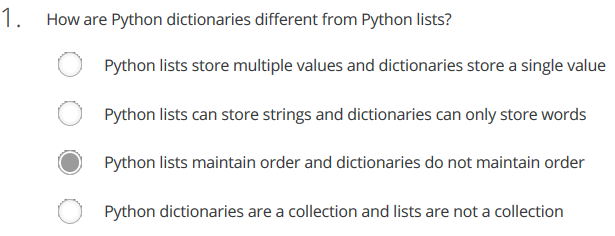 1. How are Python dictionaries different from Python lists?
Python lists store multiple values and dictionaries store a single value
Python lists can store strings and dictionaries can only store words
Python lists maintain order and dictionaries do not maintain order
Python dictionaries are a collection and lists are not a collection